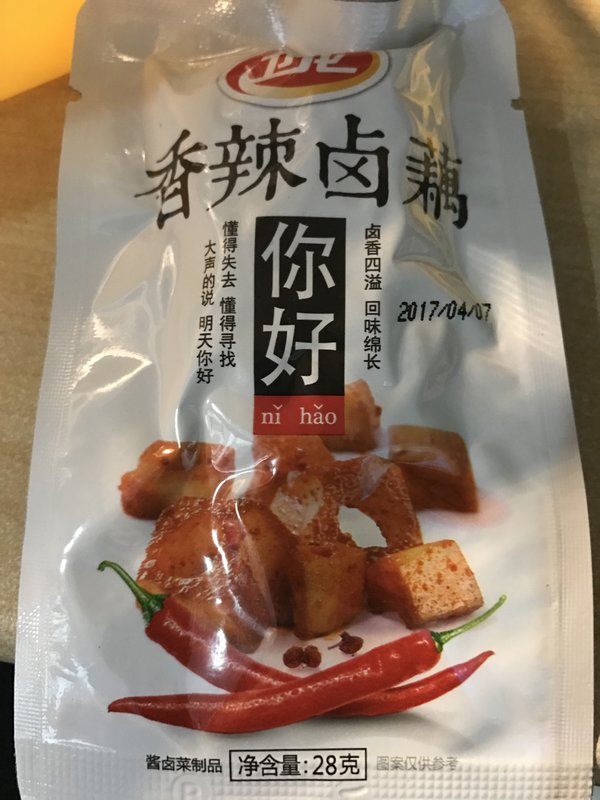 卫龙
香辣卤藕
你好
nǐ hǎo
卤香四溢 回味绵长
懂得失去 懂得寻找
大声的说 明天你好
2017/04/07
酱卤菜制品
净含量:28克
图案仅供参考